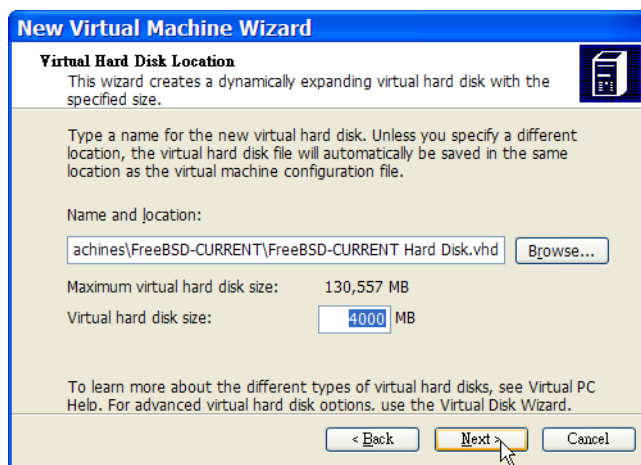 New Virtual Machine Wizard
Virtual Hard Disk Location
This wizard creates a dynamically expanding virtual hard disk with the
specified size.
Type a name for the new virtual hard disk. Unless you specify a different
location, the virtual hard disk file will automatically be saved in the same
location as the virtual machine configuration file.
Name and location:
achines\FreeBSD-CURRENT\FreeBSD-CURRENT Hard Disk.vhd Browse...
Maximum virtual hard disk size: 130,557 MB
Virtual hard disk size: 4000 MB
To learn more about the different types of virtual hard disks, see Virtual PC
Help. For advanced virtual hard disk options, use the Virtual Disk Wizard.
< Back Next > Cancel